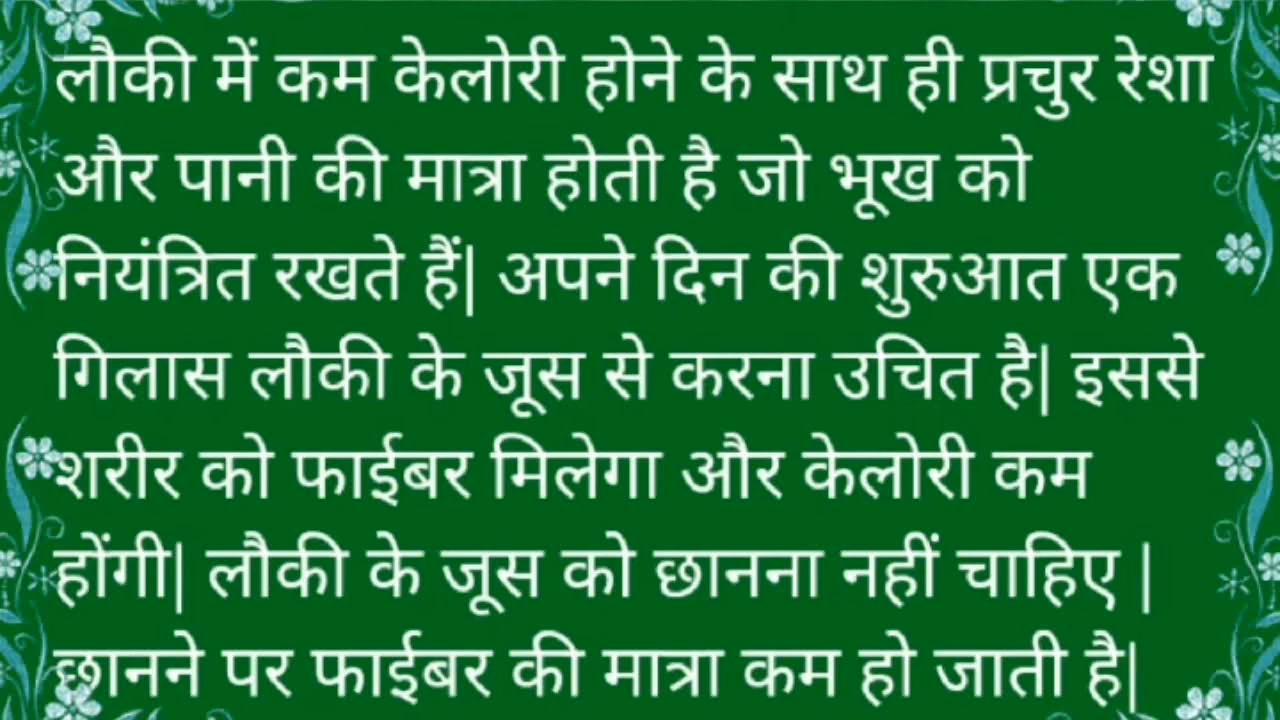 लौकी में कम केलोरी होने के साथ ही प्रचुर रेशा
और पानी की मात्रा होती है जो भूख को
नियंत्रित रखते हैं| अपने दिन की शुरुआत एक
गिलास लौकी के जूस से करना उचित है| इससे
शरीर को फाईबर मिलेगा और केलोरी कम
होंगी| लौकी के जूस को छानना नहीं चाहिए |
छानने पर फाईबर की मात्रा कम हो जाती है|